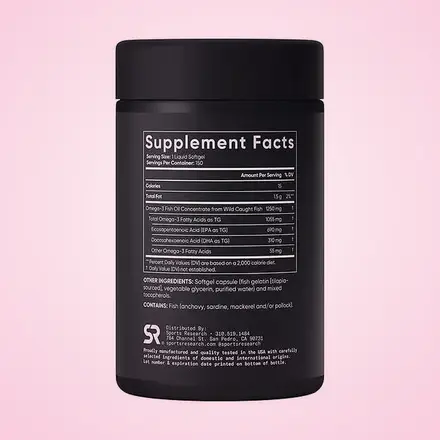 Supplement Facts
Serving Size: 1 Liquid Softgel
Servings Per Container: 150
Amount Per Serving % DV
Calories 15
Total Fat 1.5 g 2%**
Omega-3 Fish Oil Concentrate from Wild Caught Fish 1250 mg †
Total Omega-3 Fatty Acids as TG 1055 mg †
Eicosapentaenoic Acid (EPA as TG) 690 mg †
Docosahexaenoic Acid (DHA as TG) 310 mg †
Other Omega-3 Fatty Acids 55 mg †
** Percent Daily Values (DV) are based on a 2,000 calorie diet.
† Daily Value (DV) not established.
OTHER INGREDIENTS: Softgel capsule (fish gelatin [tilapia-
sourced], vegetable glycerin, purified water) and mixed
tocopherols.
CONTAINS: Fish (anchovy, sardine, mackerel and/or pollock).
SR
Distributed By:
Sports Research - 310.519.1484
784 Channel St. San Pedro, CA 90731
sportsresearch.com @sportsresearch
Proudly manufactured and quality tested in the USA with carefully
selected ingredients of domestic and international origins.
Lot number & expiration date printed on bottom of bottle.